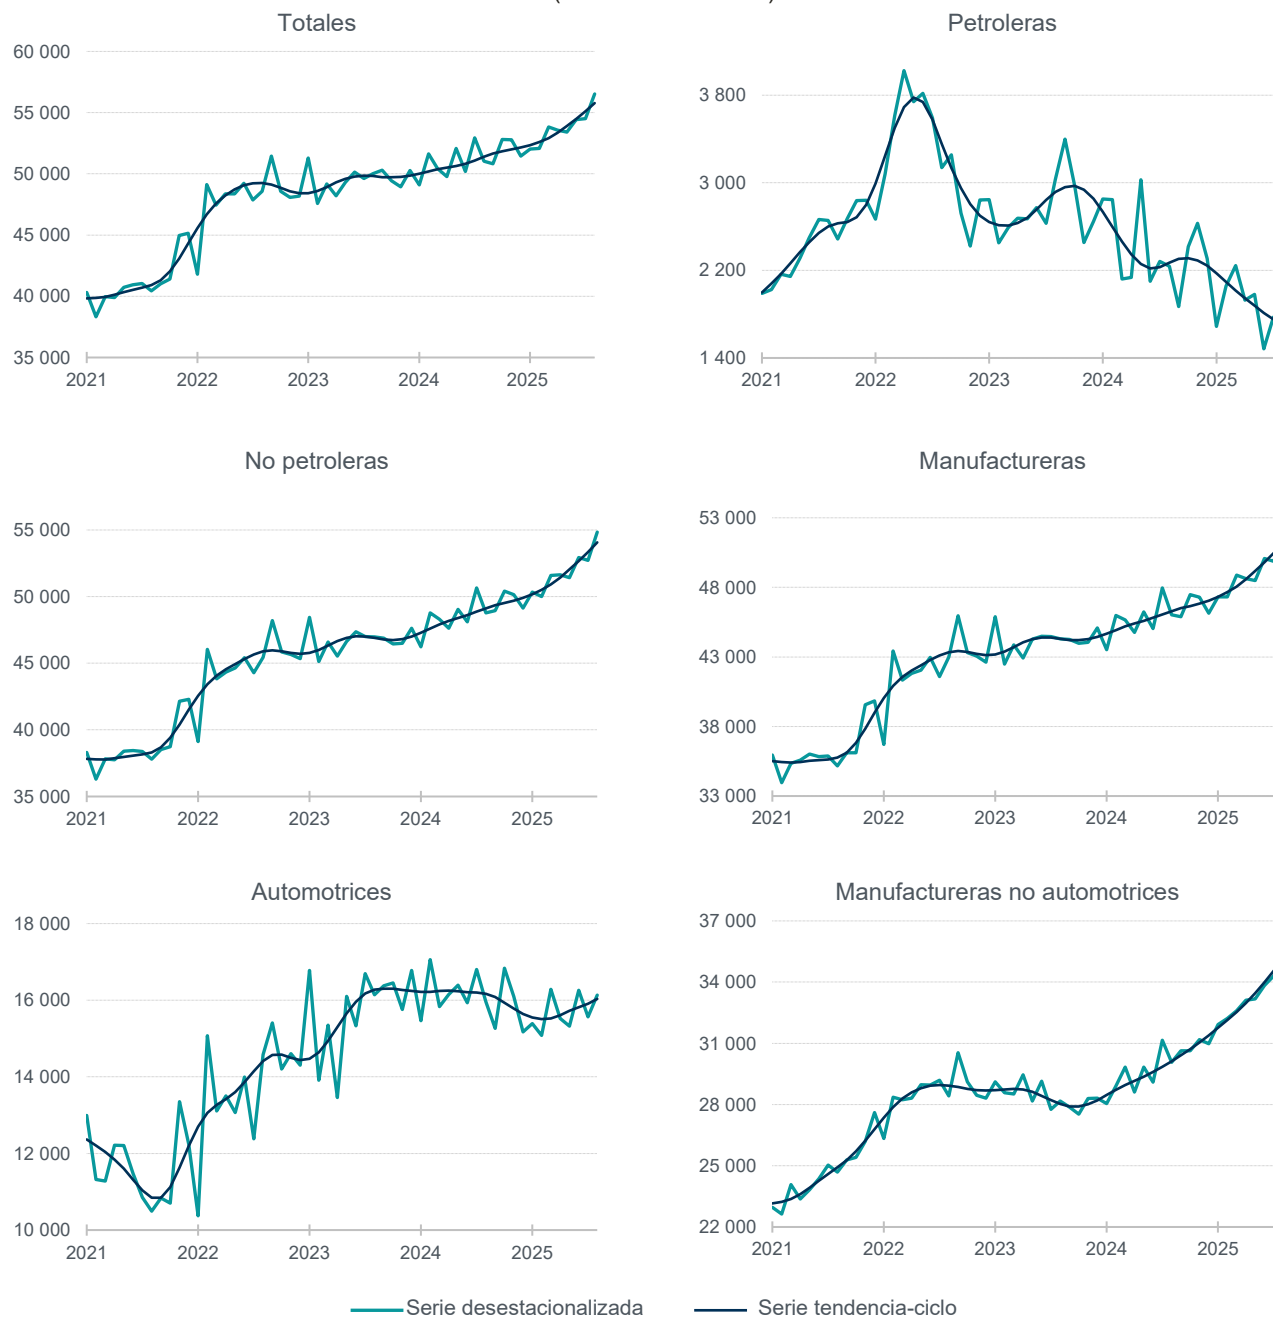 Totales
60 000
55 000
50 000
45 000
40 000
35 000
2021 2022 2023 2024 2025
Petroleras
3 800
3 000
2 200
1 400
2021 2022 2023 2024 2025
No petroleras
55 000
50 000
45 000
40 000
35 000
2021 2022 2023 2024 2025
Manufactureras
53 000
48 000
43 000
38 000
33 000
2021 2022 2023 2024 2025
Automotrices
18 000
16 000
14 000
12 000
10 000
2021 2022 2023 2024 2025
Manufactureras no automotrices
37 000
34 000
31 000
28 000
25 000
22 000
2021 2022 2023 2024 2025
Serie desestacionalizada Serie tendencia-ciclo